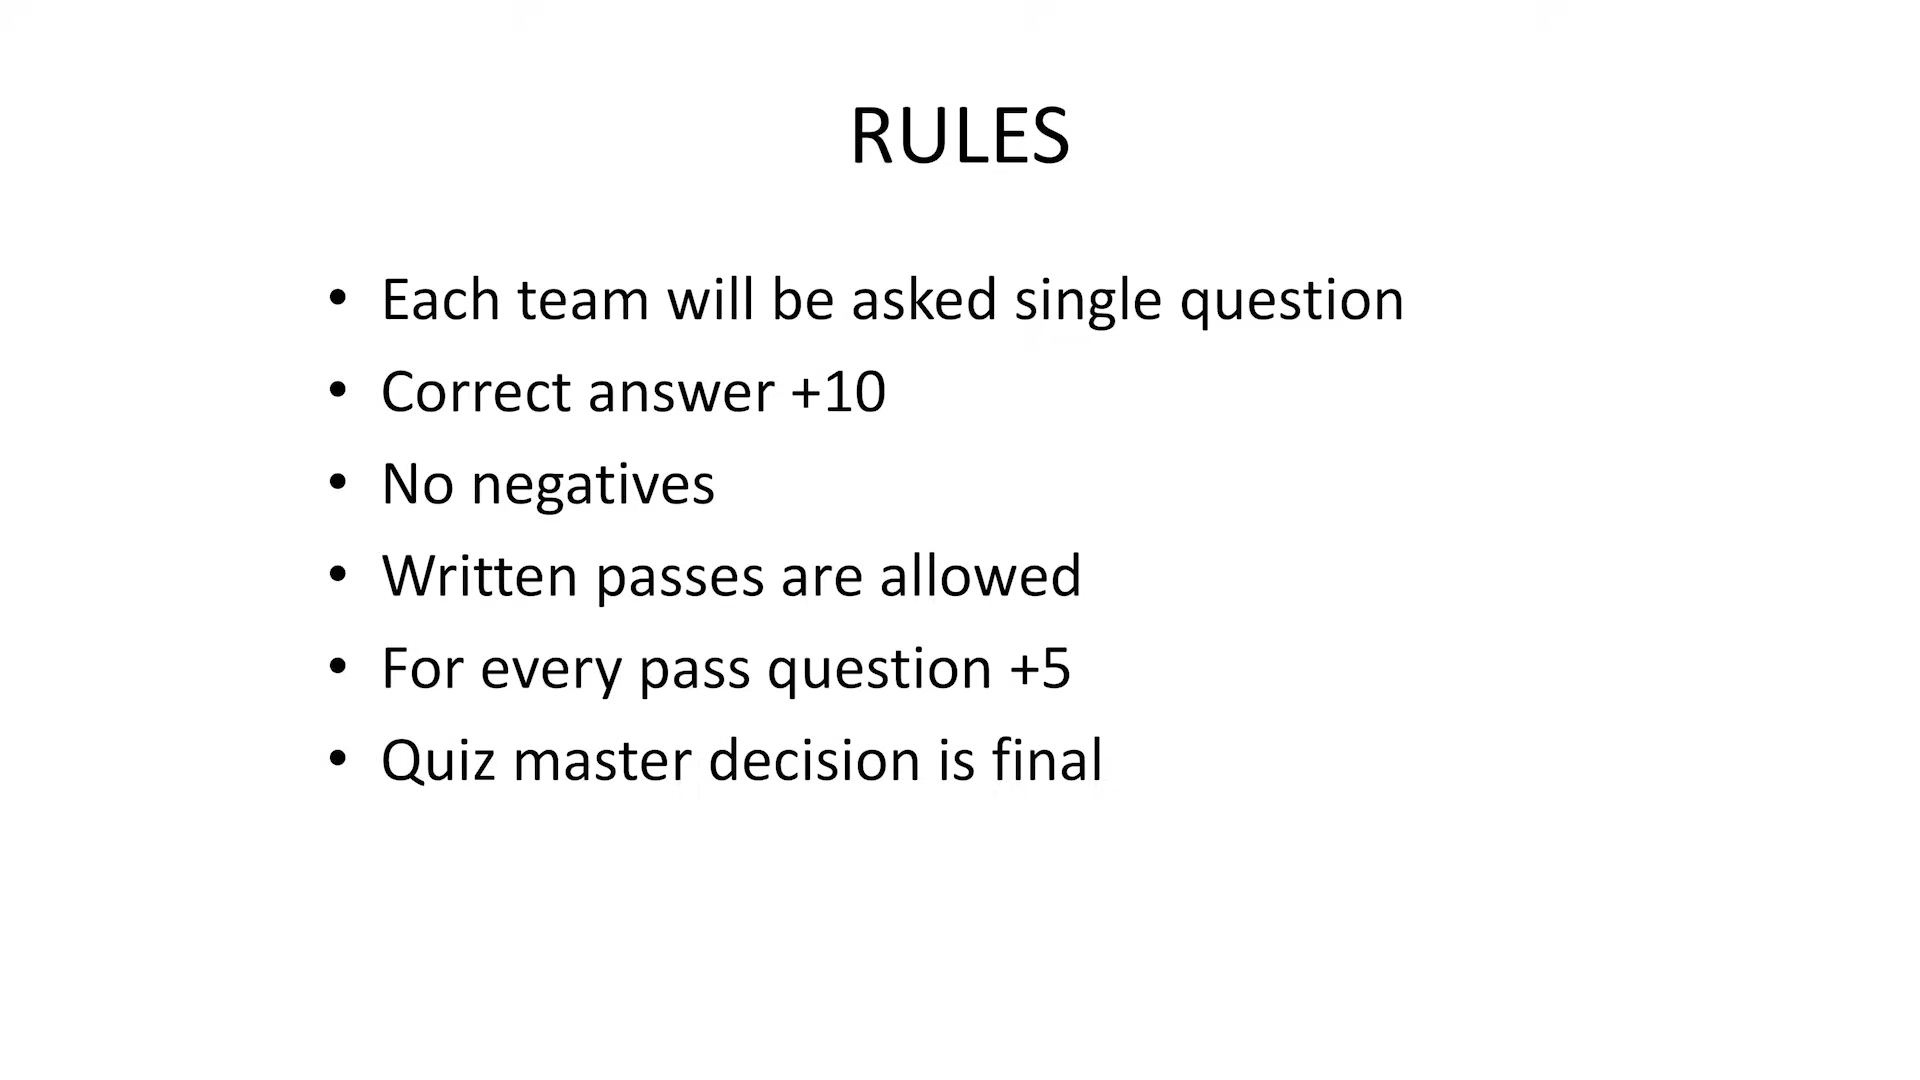 RULES
• Each team will be asked single question
• Correct answer +10
• No negatives
• Written passes are allowed
• For every pass question +5
• Quiz master decision is final